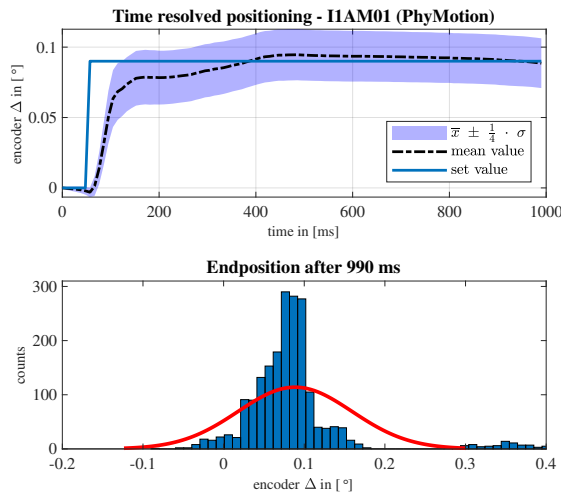 Time resolved positioning - I1AM01 (PhyMotion)
0.1
0.05
0
encoder Δ in [°]
x̅ ± 1/4 · σ
mean value
set value
0 200 400 600 800 1000
time in [ms]
Endposition after 990 ms
300
200
100
0
counts
-0.2 -0.1 0 0.1 0.2 0.3 0.4
encoder Δ in [°]